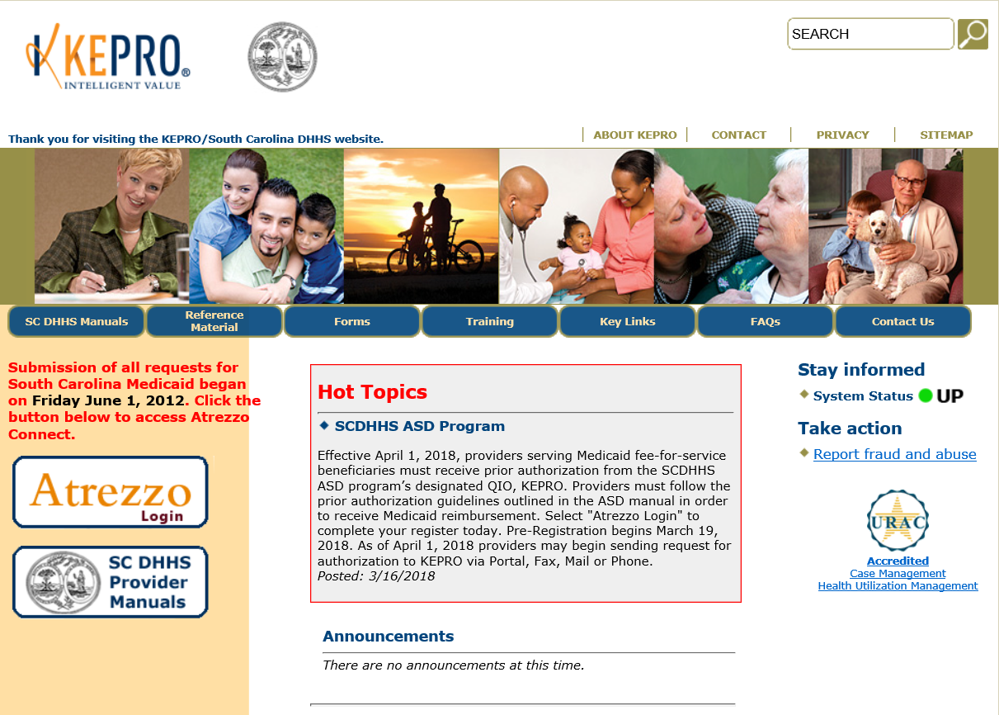 KEPRO®
INTELLIGENT VALUE
SEARCH
Thank you for visiting the KEPRO/South Carolina DHHS website.
ABOUT KEPRO
CONTACT
PRIVACY
SITEMAP
SC DHHS Manuals
Reference
Material
Forms
Training
Key Links
FAQs
Contact Us
Submission of all requests for
South Carolina Medicaid began
on Friday June 1, 2012. Click the
button below to access Atrezzo
Connect.
Atrezzo
Login
SC DHHS
Provider
Manuals
Hot Topics
SCDHHS ASD Program
Effective April 1, 2018, providers serving Medicaid fee-for-service
beneficiaries must receive prior authorization from the SCDHHS
ASD program’s designated QIO, KEPRO. Providers must follow the
prior authorization guidelines outlined in the ASD manual in order
to receive Medicaid reimbursement. Select "Atrezzo Login" to
complete your register today. Pre-Registration begins March 19,
2018. As of April 1, 2018 providers may begin sending request for
authorization to KEPRO via Portal, Fax, Mail or Phone.
Posted: 3/16/2018
Announcements
There are no announcements at this time.
Stay informed
System Status UP
Take action
Report fraud and abuse
URAC
Accredited
Case Management
Health Utilization Management